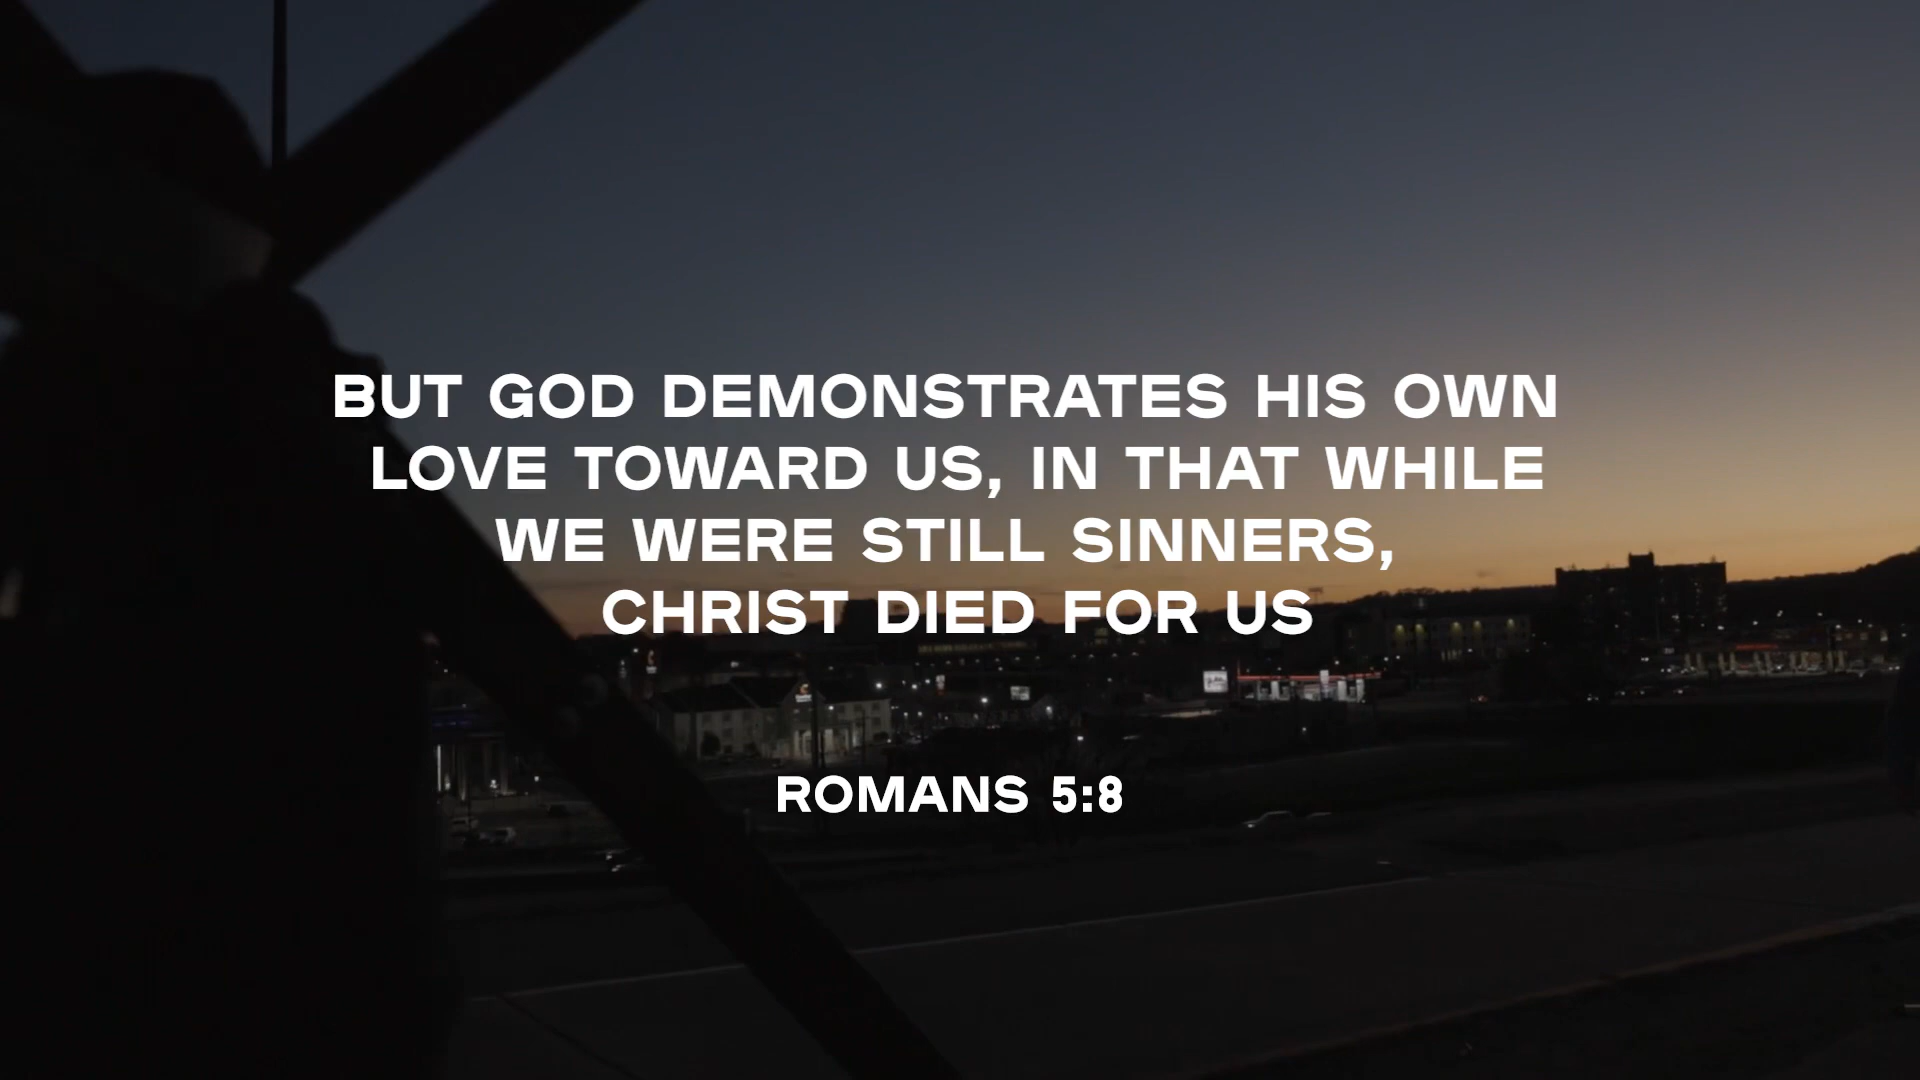 BUT GOD DEMONSTRATES HIS OWN
LOVE TOWARD US, IN THAT WHILE
WE WERE STILL SINNERS,
CHRIST DIED FOR US
ROMANS 5:8